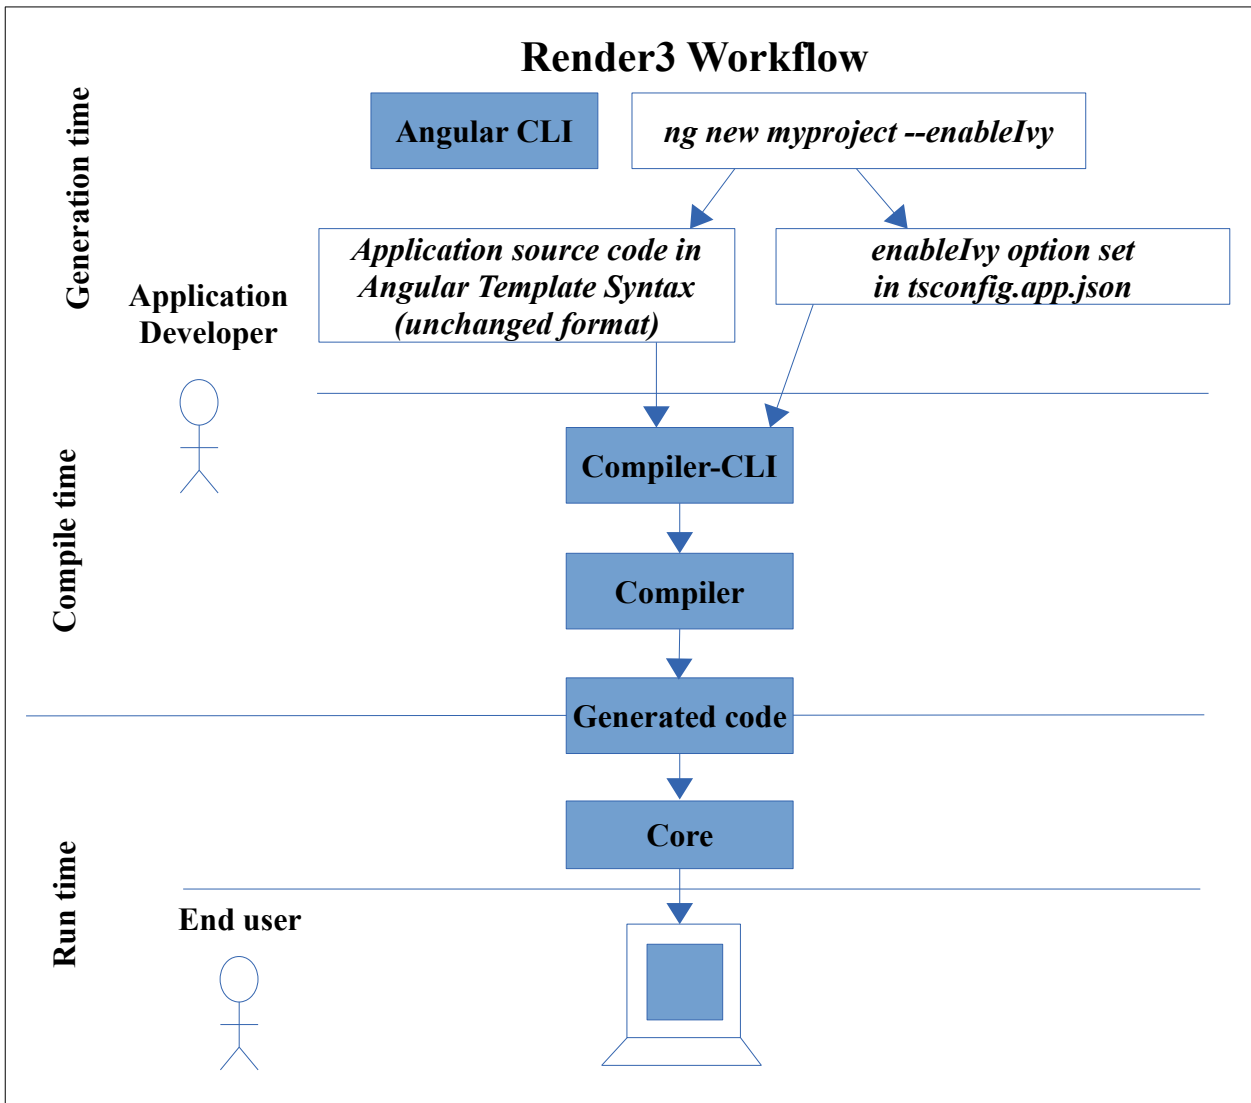 Render3 Workflow
Generation time
Angular CLI
ng new myproject --enableIvy
Application source code in
Angular Template Syntax
(unchanged format)
enableIvy option set
in tsconfig.app.json
Application
Developer
Compile time
Compiler-CLI
Compiler
Generated code
Core
Run time
End user